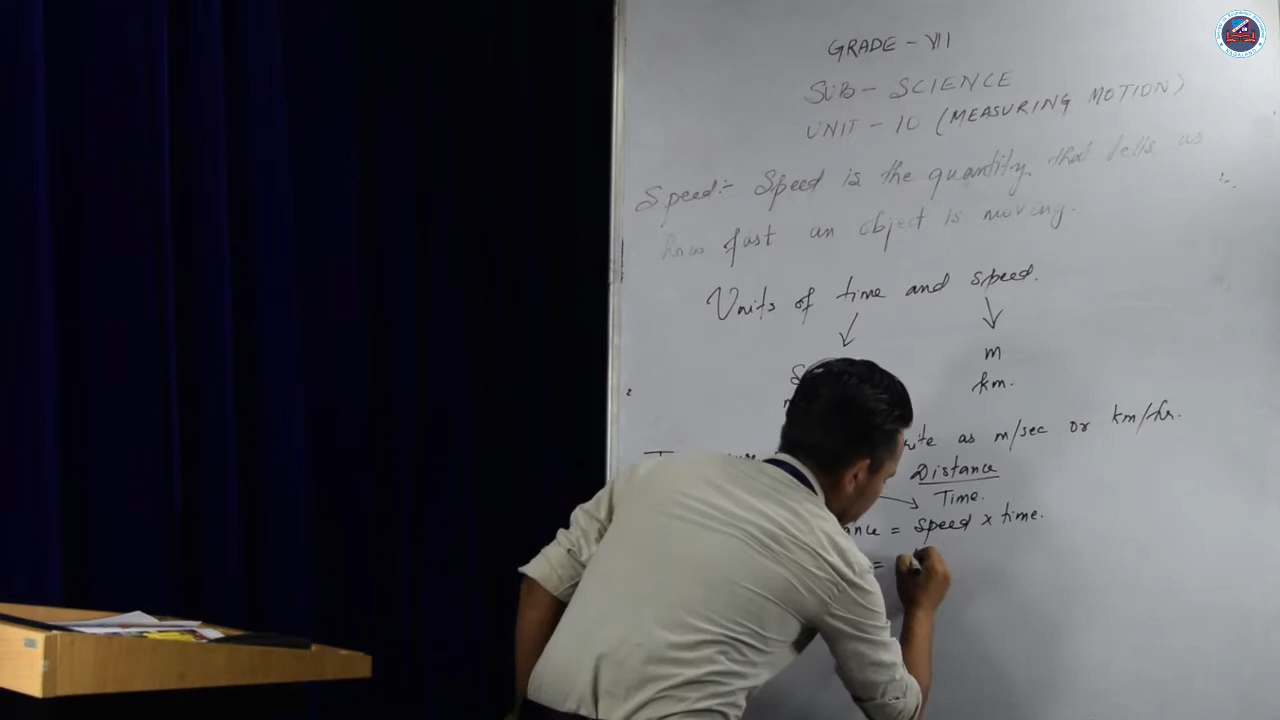 GRADE - VII
SUB - SCIENCE
UNIT - 10 (MEASURING MOTION)
Speed:- Speed is the quantity that tells us
how fast an object is moving.
Units of time and speed.
m
km.
as m/sec or km/hr.
Distance
Time.
= Speed x time.
=
NAGALAND